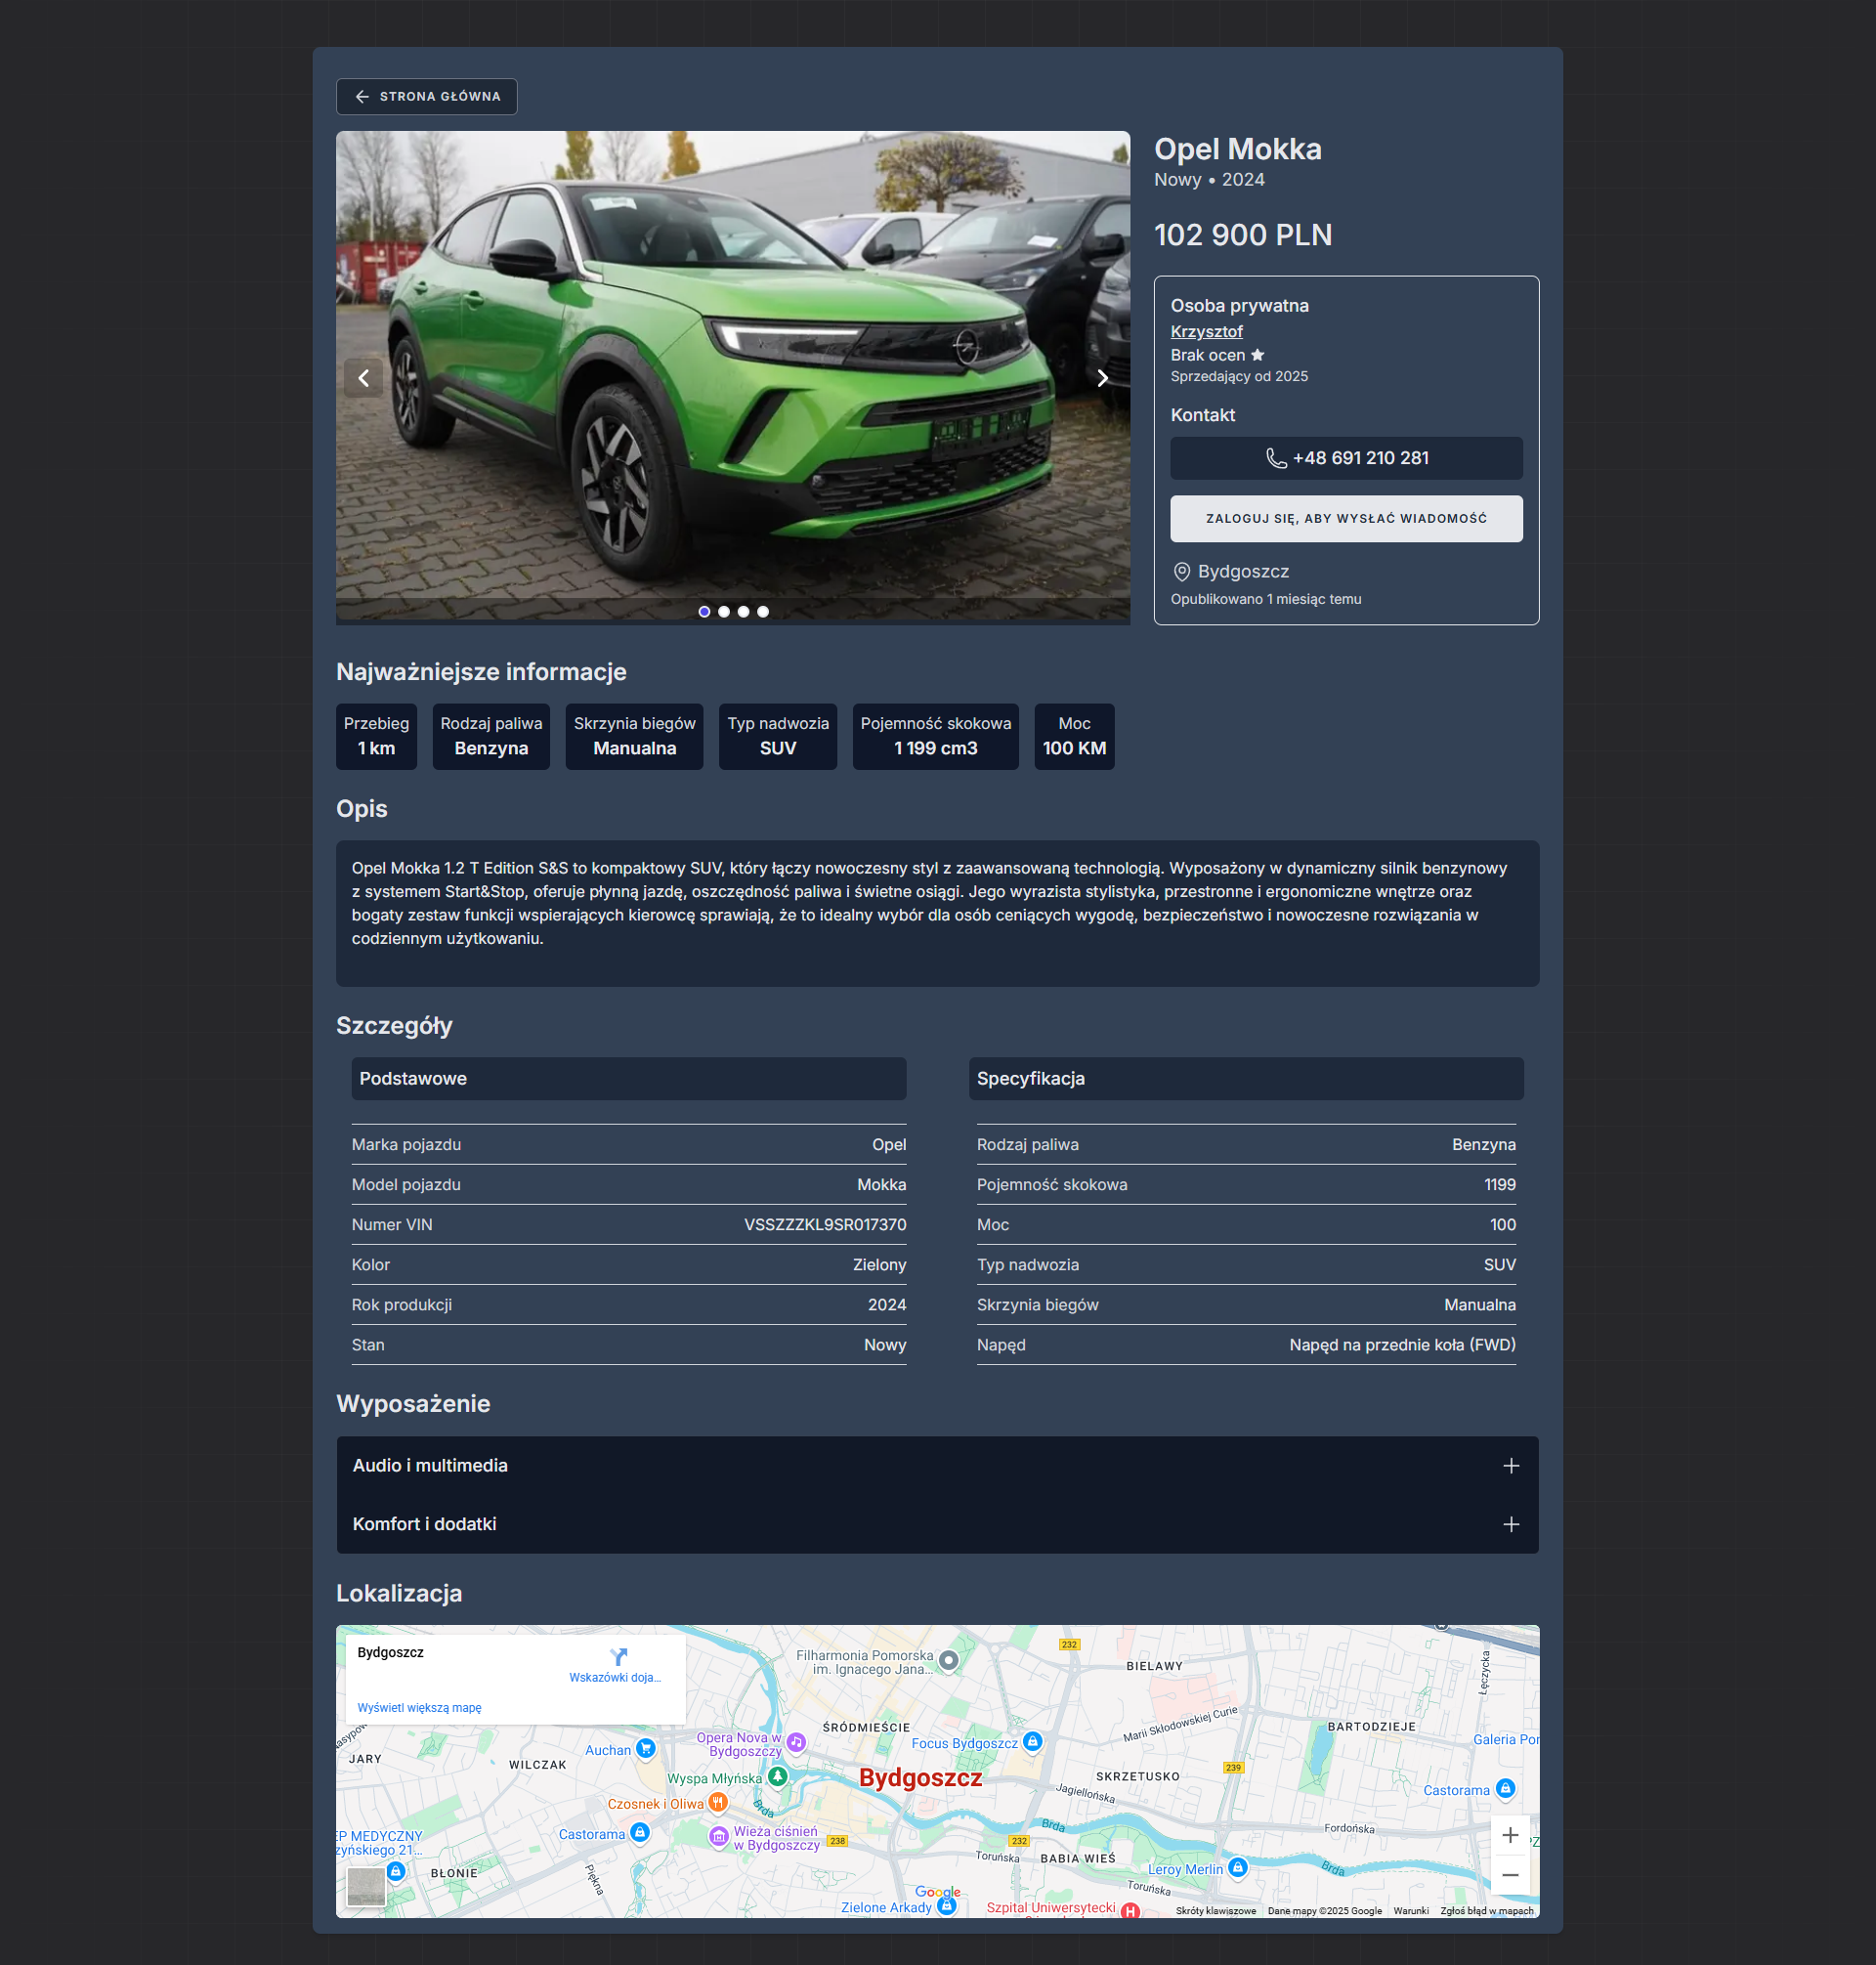 STRONA GŁÓWNA
Opel Mokka
Nowy • 2024
102 900 PLN
Osoba prywatna
Krzysztof
Brak ocen
Sprzedający od 2025
Kontakt
+48 691 210 281
ZALOGUJ SIĘ, ABY WYSŁAĆ WIADOMOŚĆ
Bydgoszcz
Opublikowano 1 miesiąc temu
Najważniejsze informacje
Przebieg
1 km
Rodzaj paliwa
Benzyna
Skrzynia biegów
Manualna
Typ nadwozia
SUV
Pojemność skokowa
1 199 cm3
Moc
100 KM
Opis
Opel Mokka 1.2 T Edition S&S to kompaktowy SUV, który łączy nowoczesny styl z zaawansowaną technologią. Wyposażony w dynamiczny silnik benzynowy
z systemem Start&Stop, oferuje płynną jazdę, oszczędność paliwa i świetne osiągi. Jego wyrazista stylistyka, przestronne i ergonomiczne wnętrze oraz
bogaty zestaw funkcji wspierających kierowcę sprawiają, że to idealny wybór dla osób ceniących wygodę, bezpieczeństwo i nowoczesne rozwiązania w
codziennym użytkowaniu.
Szczegóły
Podstawowe
Marka pojazdu Opel
Model pojazdu Mokka
Numer VIN VSSZZZKL9SR017370
Kolor Zielony
Rok produkcji 2024
Stan Nowy
Specyfikacja
Rodzaj paliwa Benzyna
Pojemność skokowa 1199
Moc 100
Typ nadwozia SUV
Skrzynia biegów Manualna
Napęd Napęd na przednie koła (FWD)
Wyposażenie
Audio i multimedia
Komfort i dodatki
Lokalizacja
Bydgoszcz
Wskazówki doja...
Wyświetl większą mapę
Filharmonia Pomorska
im. Ignacego Jana...
232
BIELAWY
Łęczycka
Marii Skłodowskiej Curie
ŚRÓDMIEŚCIE
BARTODZIEJE
Opera Nova w
Bydgoszczy
Focus Bydgoszcz
Galeria Por
Auchan
JARY
WILCZAK
Wyspa Młyńska
Bydgoszcz
SKRZETUSKO
239
Jagiellońska
Castorama
Czosnek i Oliwa
Brda
Brda
Castorama
Wieża ciśnień
w Bydgoszczy
238
232
Fordońska
EP MEDYCZNY
zyńskiego 21...
BŁONIE
Piękna
Toruńska
BABIA WIEŚ
Leroy Merlin
Brda
Toruńska
Google
Zielone Arkady
Szpital Uniwersytecki
Skróty klawiszowe
Dane mapy ©2025 Google
Warunki
Zgłoś błąd w mapach